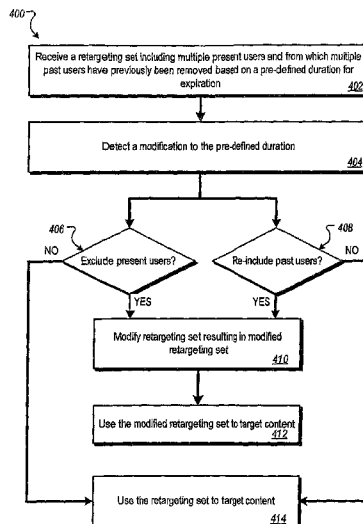 400
Receive a retargeting set including multiple present users and from which multiple
past users have previously been removed based on a pre-defined duration for
expiration
402
Detect a modification to the pre-defined duration
404
406
408
NO
Exclude present users?
Re-include past users?
NO
YES
YES
Modify retargeting set resulting in modified
retargeting set
410
Use the modified retargeting set to target content
412
Use the retargeting set to target content
414